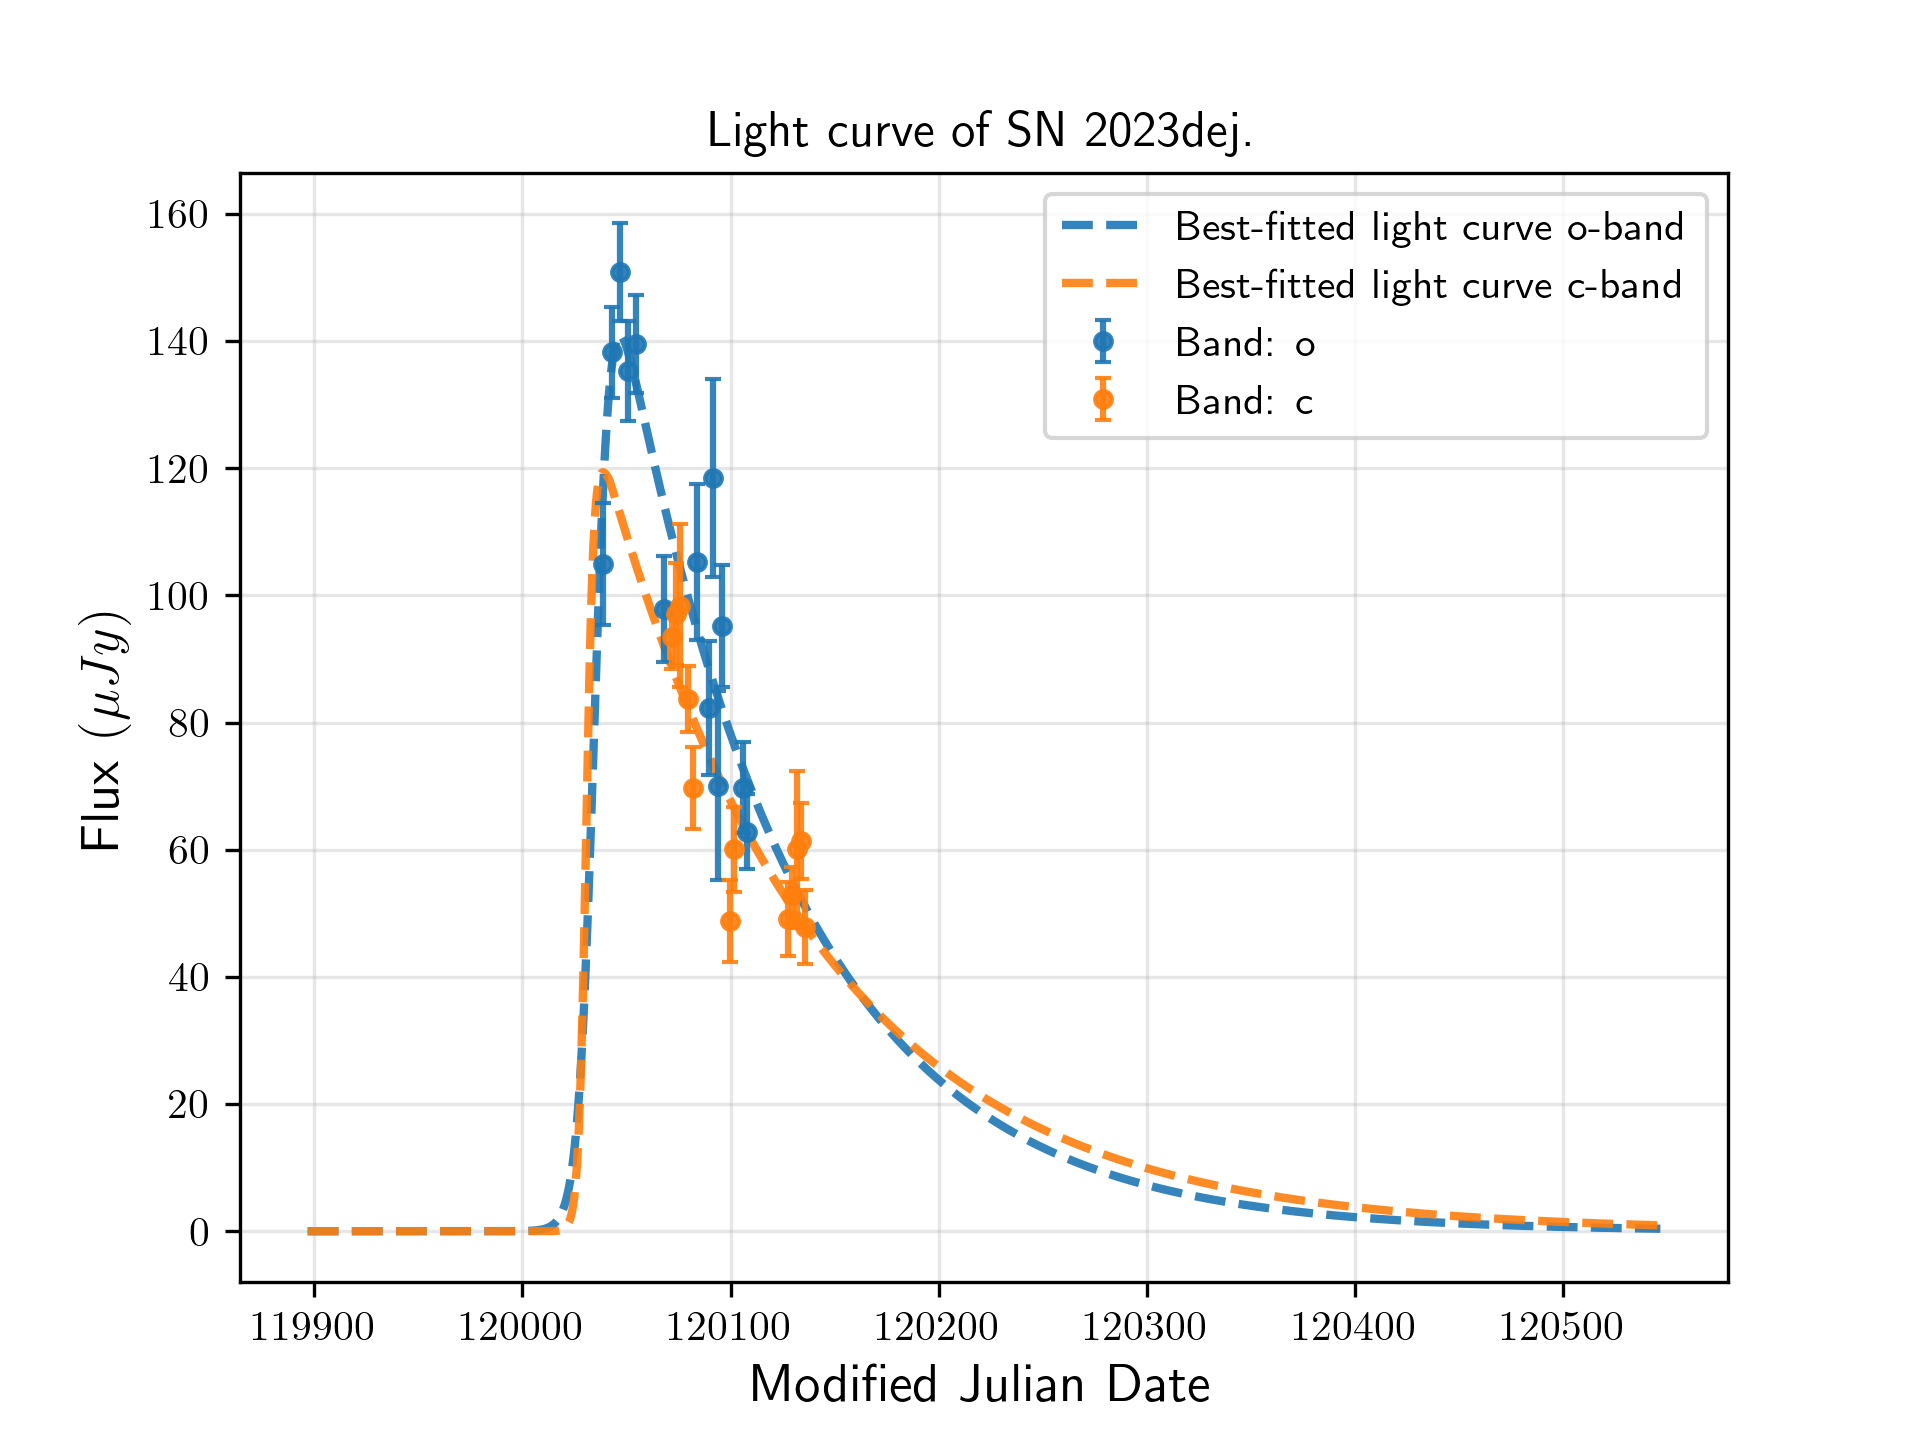 Light curve of SN 2023dej.
Best-fitted light curve o-band
Best-fitted light curve c-band
Band: o
Band: c
160
140
120
100
80
60
40
20
0
Flux (μJy)
119900 120000 120100 120200 120300 120400 120500
Modified Julian Date